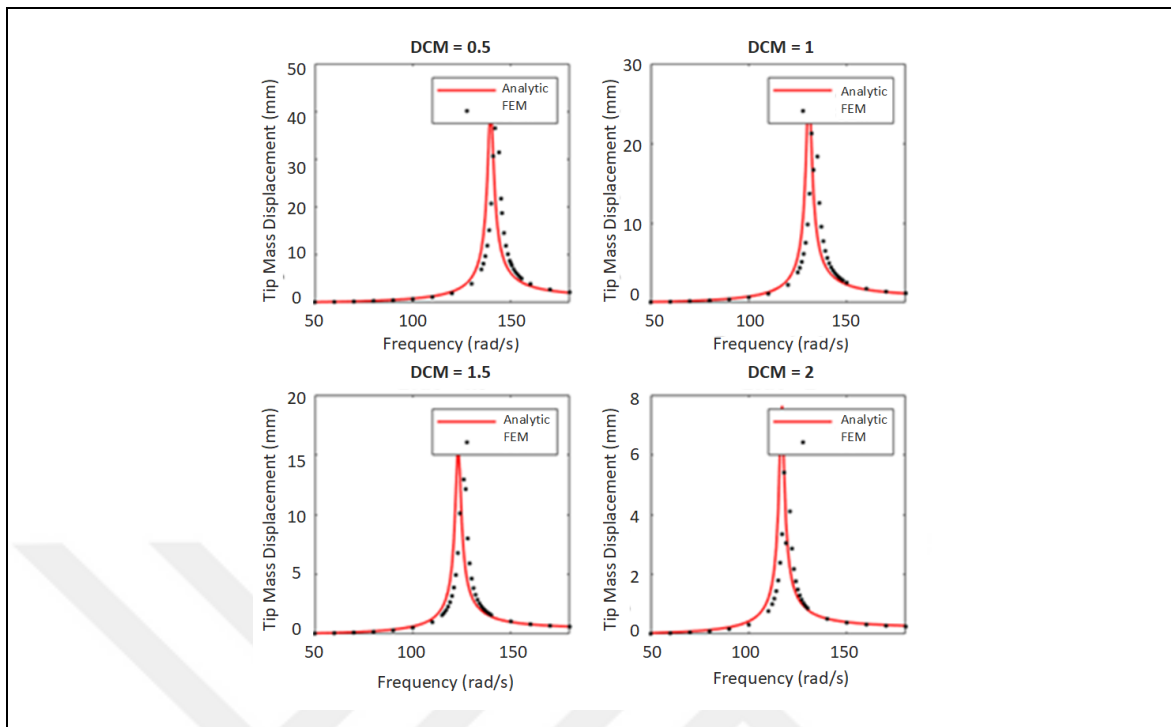 DCM = 0.5
50
40
30
20
10
0
Tip Mass Displacement (mm)
Analytic
FEM
50
100
150
Frequency (rad/s)
DCM = 1
30
20
10
0
Tip Mass Displacement (mm)
Analytic
FEM
50
100
150
Frequency (rad/s)
DCM = 1.5
20
15
10
5
0
Tip Mass Displacement (mm)
Analytic
FEM
50
100
150
Frequency (rad/s)
DCM = 2
8
6
4
2
0
Tip Mass Displacement (mm)
Analytic
FEM
50
100
150
Frequency (rad/s)